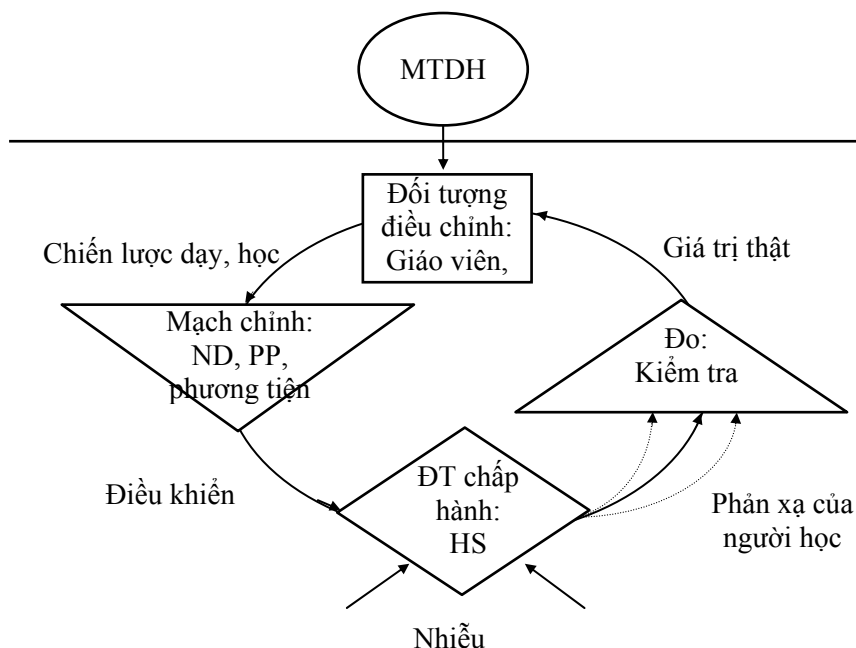 MTDH
Đối tượng
điều chỉnh:
Giáo viên,
Chiến lược dạy, học
Giá trị thật
Mạch chỉnh:
ND, PP,
phương tiện
Đo:
Kiểm tra
Điều khiển
ĐT chấp
hành:
HS
Phản xạ của
người học
Nhiễu